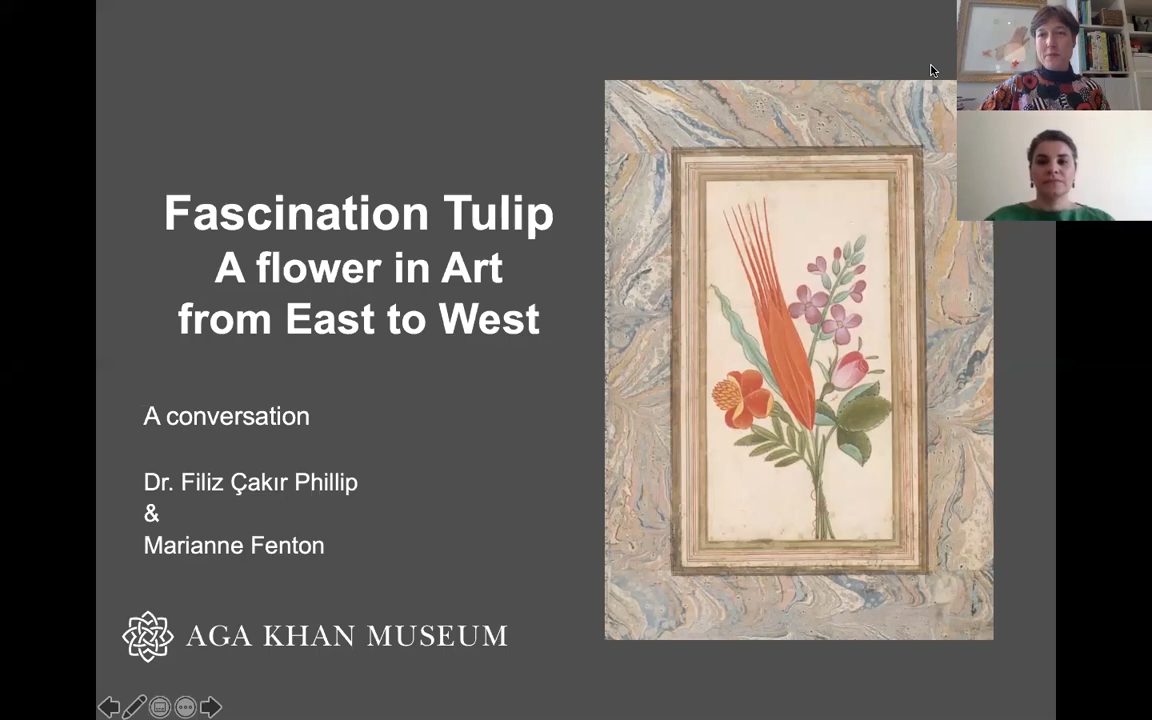 Fascination Tulip
A flower in Art
from East to West
A conversation
Dr. Filiz Çakır Phillip
&
Marianne Fenton
AGA KHAN MUSEUM